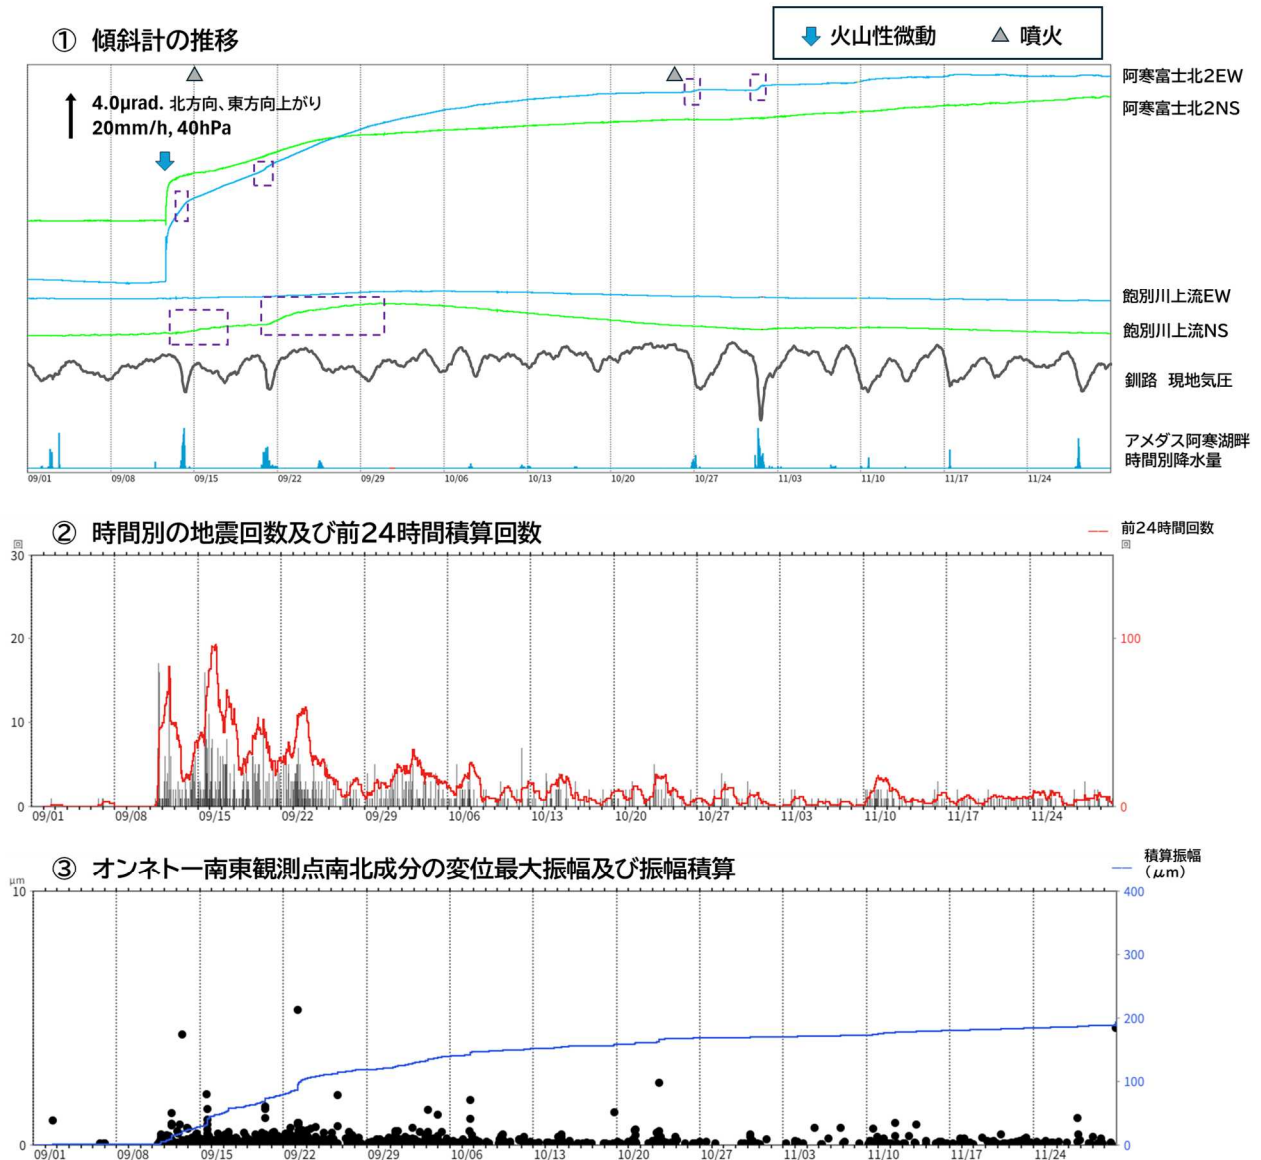 ① 傾斜計の推移
火山性微動
噴火
4.0μrad. 北方向、東方向上がり
20mm/h, 40hPa
阿寒富士北2EW
阿寒富士北2NS
飽別川上流EW
飽別川上流NS
釧路 現地気圧
アメダス阿寒湖畔
時間別降水量
09/01 09/08 09/15 09/22 09/29 10/06 10/13 10/20 10/27 11/03 11/10 11/17 11/24
② 時間別の地震回数及び前24時間積算回数
前24時間回数
回
回
30
20
10
0
100
0
09/01 09/08 09/15 09/22 09/29 10/06 10/13 10/20 10/27 11/03 11/10 11/17 11/24
③ オンネトー南東観測点南北成分の変位最大振幅及び振幅積算
積算振幅
(μm)
μm
10
0
400
300
200
100
0
09/01 09/08 09/15 09/22 09/29 10/06 10/13 10/20 10/27 11/03 11/10 11/17 11/24